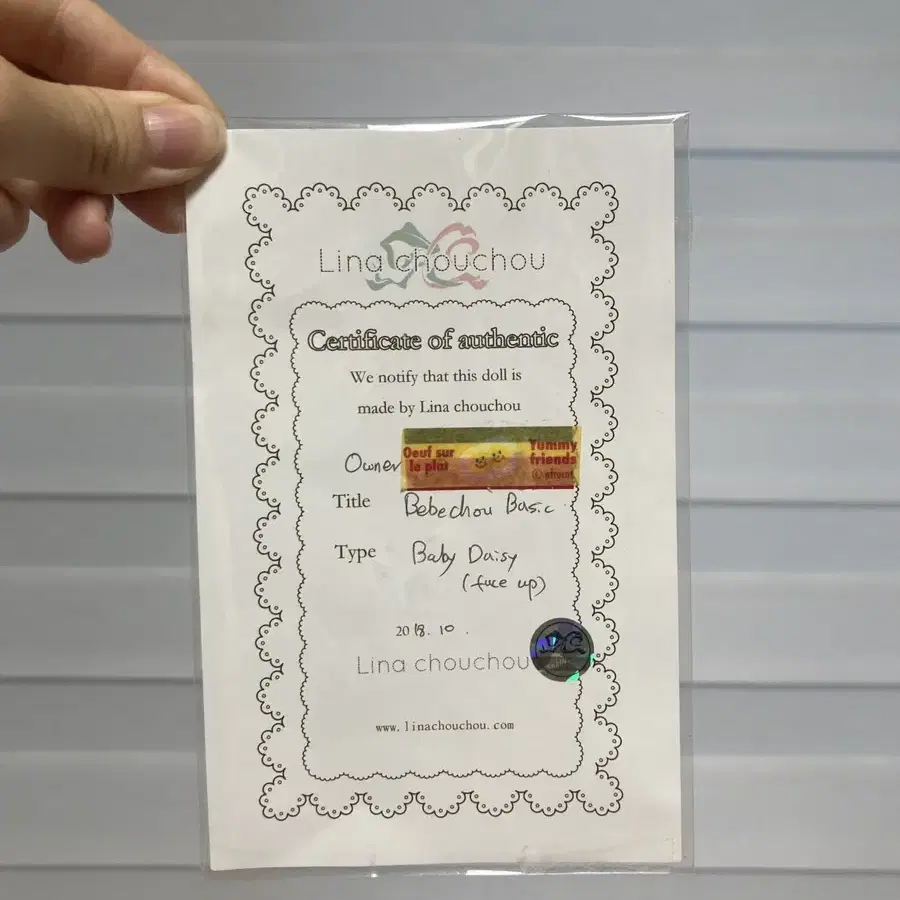 Lina chouchou
Certificate of authentic
We notify that this doll is
made by Lina chouchou
Owner
Oeuf sur
le plat
Yummy
friends
Title Bebechou Basic
Type Baby Daisy
(face up)
2018. 10.
Lina chouchou
www.linachouchou.com